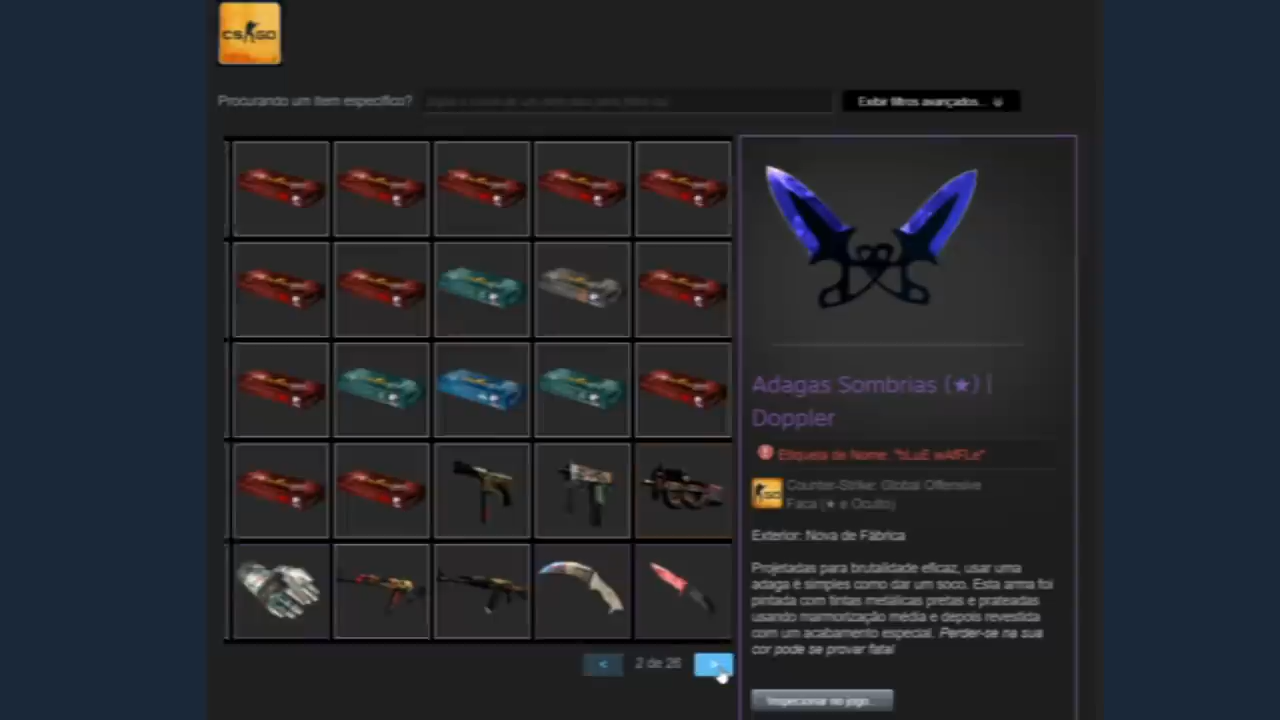 CS GO
Procurando um item específico?
Exibir filtros avançados...
Adagas Sombrias (★) |
Doppler
Etiqueta de Nome: "bLuE wAfFLe"
Counter-Strike: Global Offensive
GO
Faca (★ e Oculto)
Exterior: Nova de Fábrica
Projetadas para brutalidade eficaz, usar uma
adaga é simples como dar um soco. Esta arma foi
pintada com tintas metálicas pretas e prateadas
usando marmorização média e depois revestida
com um acabamento especial. Perder-se na sua
cor pode se provar fatal
< 2 de 26 >
Inspecionar no jogo...